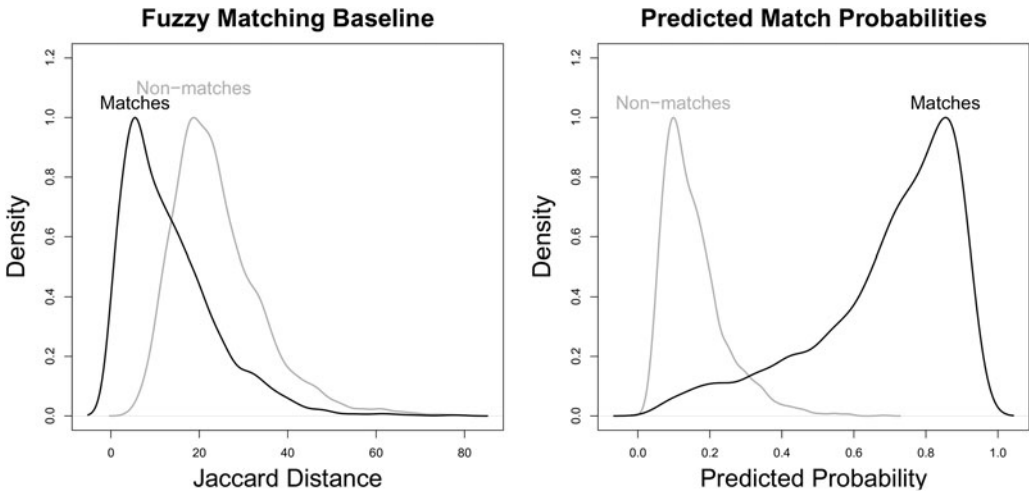 Fuzzy Matching Baseline
Non−matches
Matches
Density
0.0
0.2
0.4
0.6
0.8
1.0
1.2
0 20 40 60 80
Jaccard Distance
Predicted Match Probabilities
Non−matches
Matches
Density
0.0
0.2
0.4
0.6
0.8
1.0
1.2
0.0 0.2 0.4 0.6 0.8 1.0
Predicted Probability